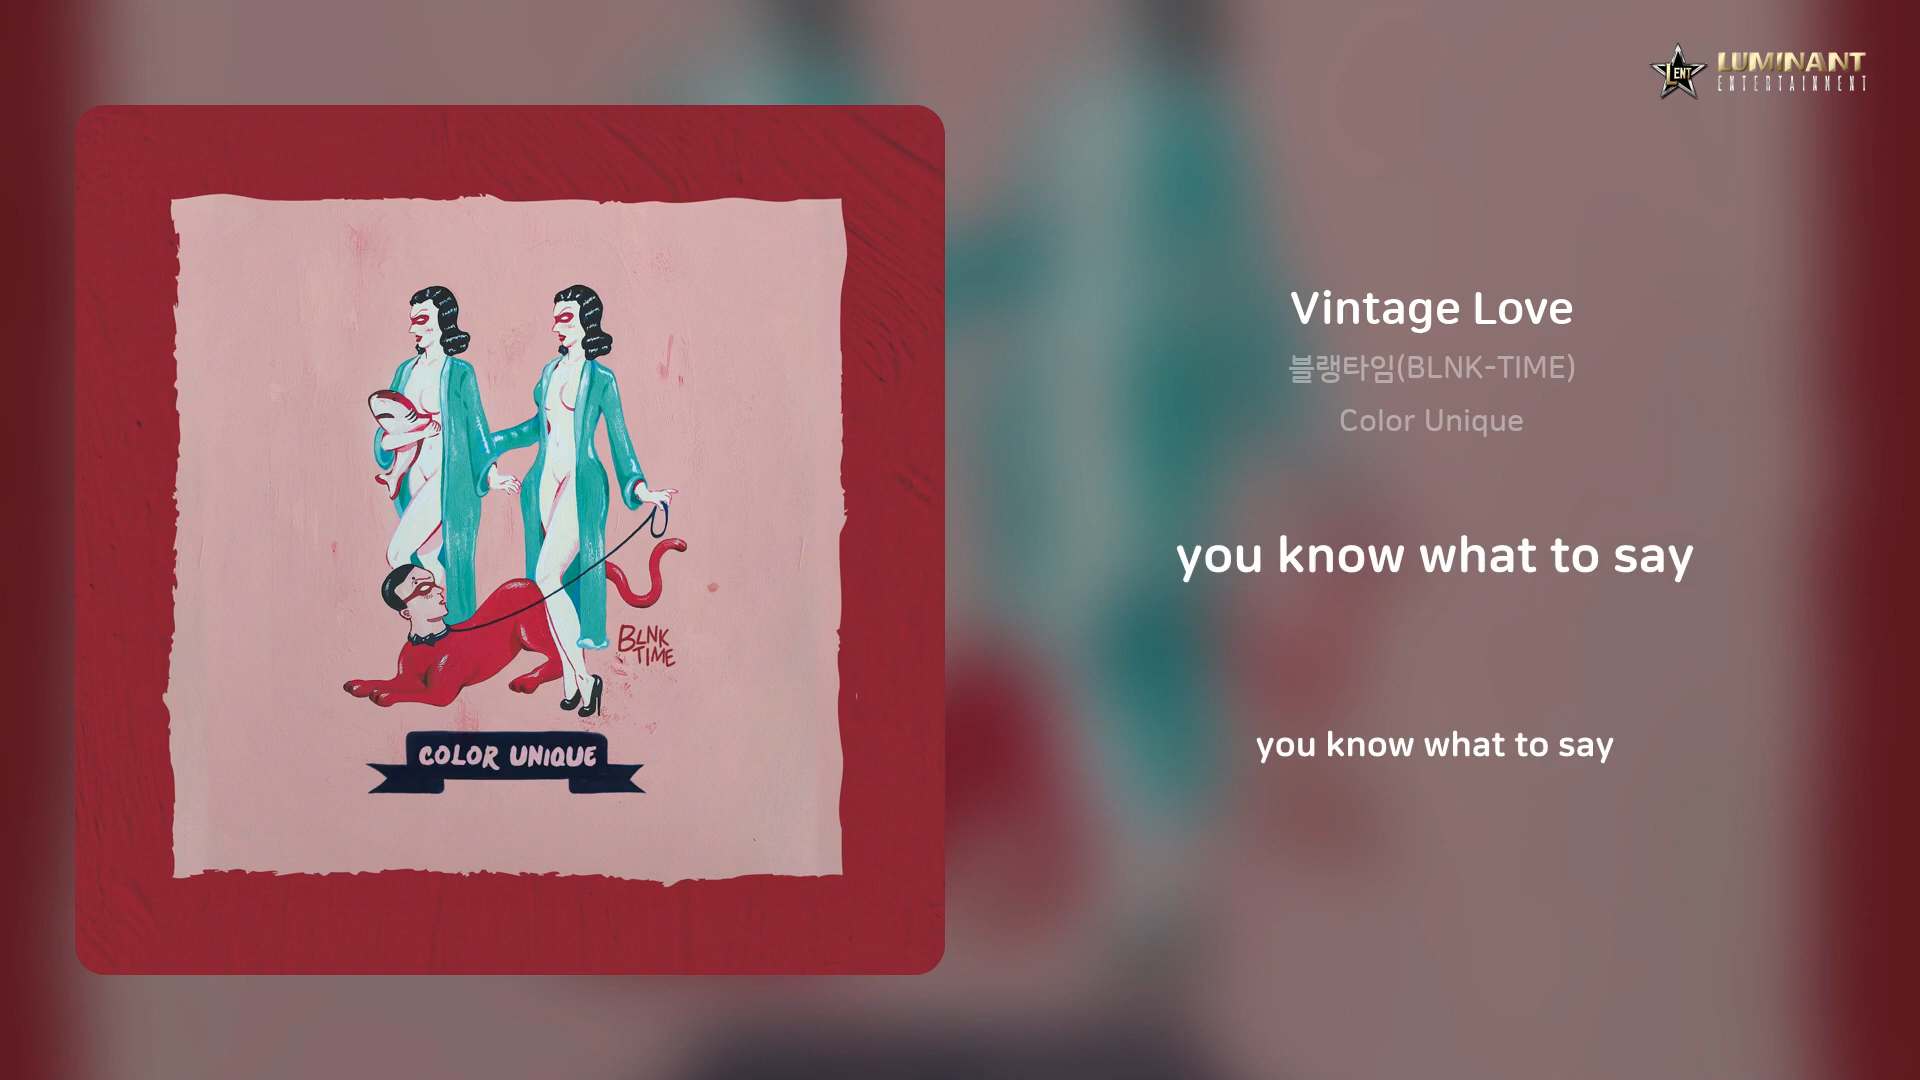 LENT
LUMINANT
ENTERTAINMENT
BLNK
TIME
COLOR UNIQUE
Vintage Love
블랭타임(BLNK-TIME)
Color Unique
you know what to say
you know what to say